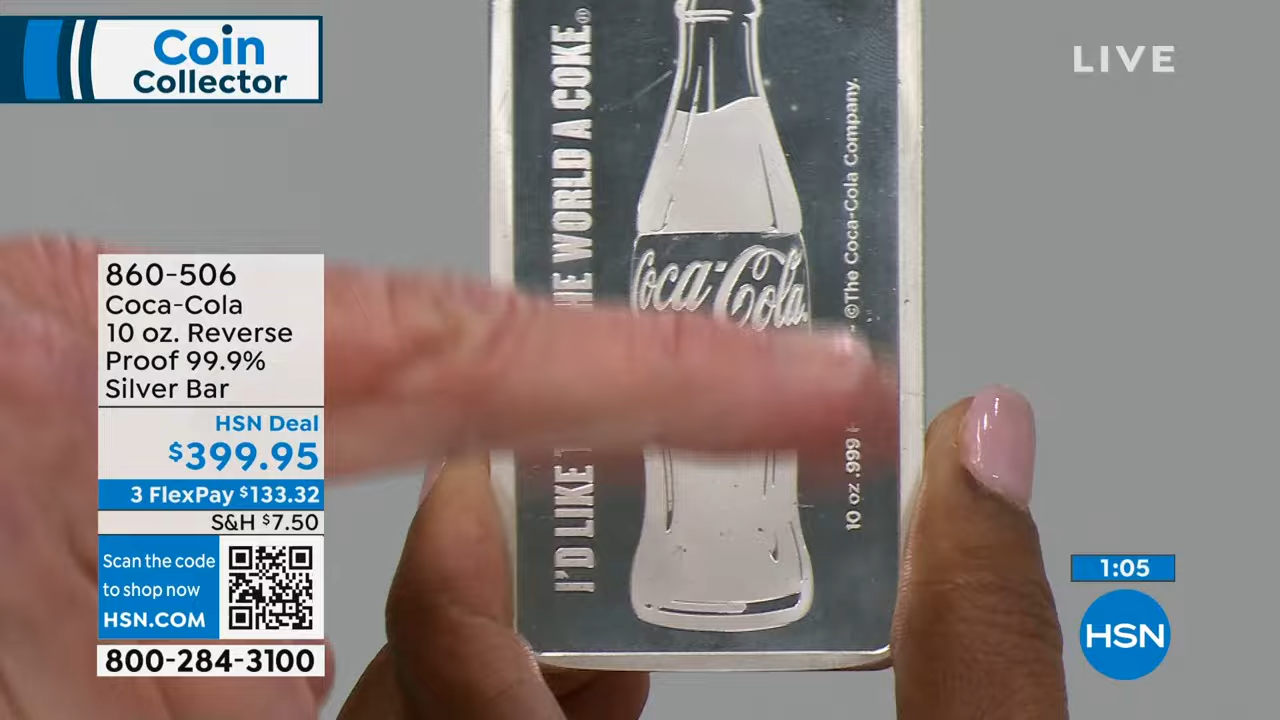 Coin
Collector
LIVE
860-506
Coca-Cola
10 oz. Reverse
Proof 99.9%
Silver Bar
HSN Deal
$399.95
3 FlexPay $133.32
S&H $7.50
Scan the code
to shop now
HSN.COM
800-284-3100
I'D LIKE HE WORLD A COKE.®
Coca-Cola
10 oz .999
©The Coca-Cola Company.
1:05
HSN